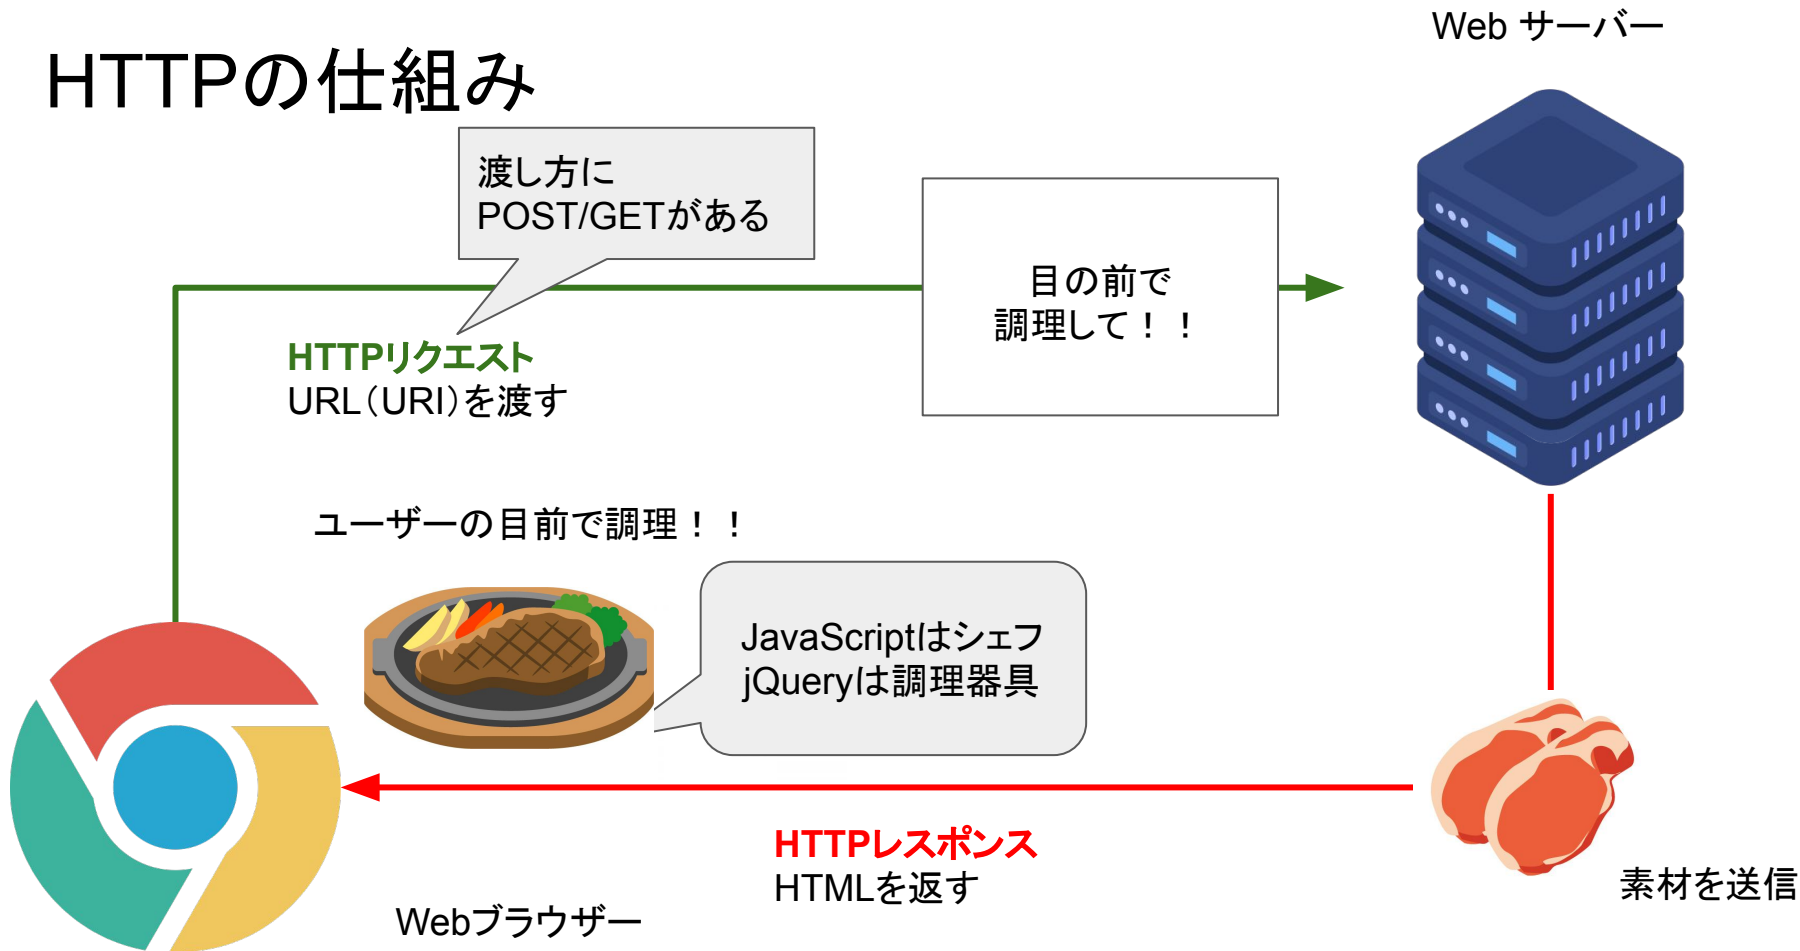 Web サーバー
HTTPの仕組み
渡し方に
POST/GETがある
目の前で
調理して！！
HTTPリクエスト
URL（URI）を渡す
ユーザーの目前で調理！！
JavaScriptはシェフ
jQueryは調理器具
HTTPレスポンス
HTMLを返す
素材を送信
Webブラウザー